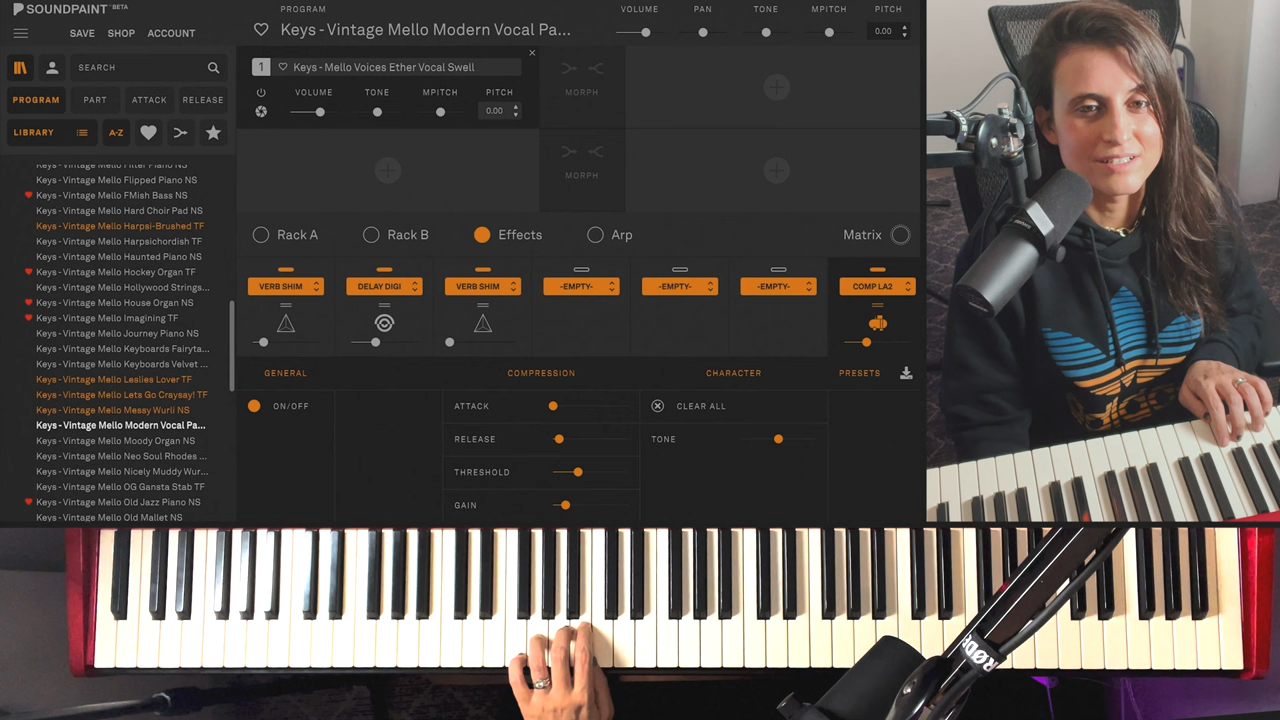 SOUNDPAINT™ BETA
SAVE SHOP ACCOUNT
SEARCH
PROGRAM PART ATTACK RELEASE
LIBRARY A-Z
Keys - Vintage Mello Filter Piano NS
Keys - Vintage Mello Flipped Piano NS
Keys - Vintage Mello FMish Bass NS
Keys - Vintage Mello Hard Choir Pad NS
Keys - Vintage Mello Harpsi-Brushed TF
Keys - Vintage Mello Harpsichordish TF
Keys - Vintage Mello Haunted Piano NS
Keys - Vintage Mello Hockey Organ TF
Keys - Vintage Mello Hollywood Strings...
Keys - Vintage Mello House Organ NS
Keys - Vintage Mello Imagining TF
Keys - Vintage Mello Journey Piano NS
Keys - Vintage Mello Keyboards Fairyta...
Keys - Vintage Mello Keyboards Velvet ...
Keys - Vintage Mello Leslies Lover TF
Keys - Vintage Mello Lets Go Craysay! TF
Keys - Vintage Mello Messy Wurli NS
Keys - Vintage Mello Modern Vocal Pa...
Keys - Vintage Mello Moody Organ NS
Keys - Vintage Mello Neo Soul Rhodes ...
Keys - Vintage Mello Nicely Muddy Wur...
Keys - Vintage Mello OG Gansta Stab TF
Keys - Vintage Mello Old Jazz Piano NS
Keys - Vintage Mello Old Mallet NS
PROGRAM
Keys - Vintage Mello Modern Vocal Pa...
VOLUME PAN TONE MPITCH PITCH
0.00
1 Keys - Mello Voices Ether Vocal Swell
VOLUME TONE MPITCH PITCH
0.00
MORPH
MORPH
Rack A Rack B Effects Arp Matrix
VERB SHIM DELAY DIGI VERB SHIM -EMPTY- -EMPTY- -EMPTY- COMP LA2
GENERAL COMPRESSION CHARACTER PRESETS
ON/OFF
ATTACK
RELEASE
THRESHOLD
GAIN
CLEAR ALL
TONE
adidas
RØDE